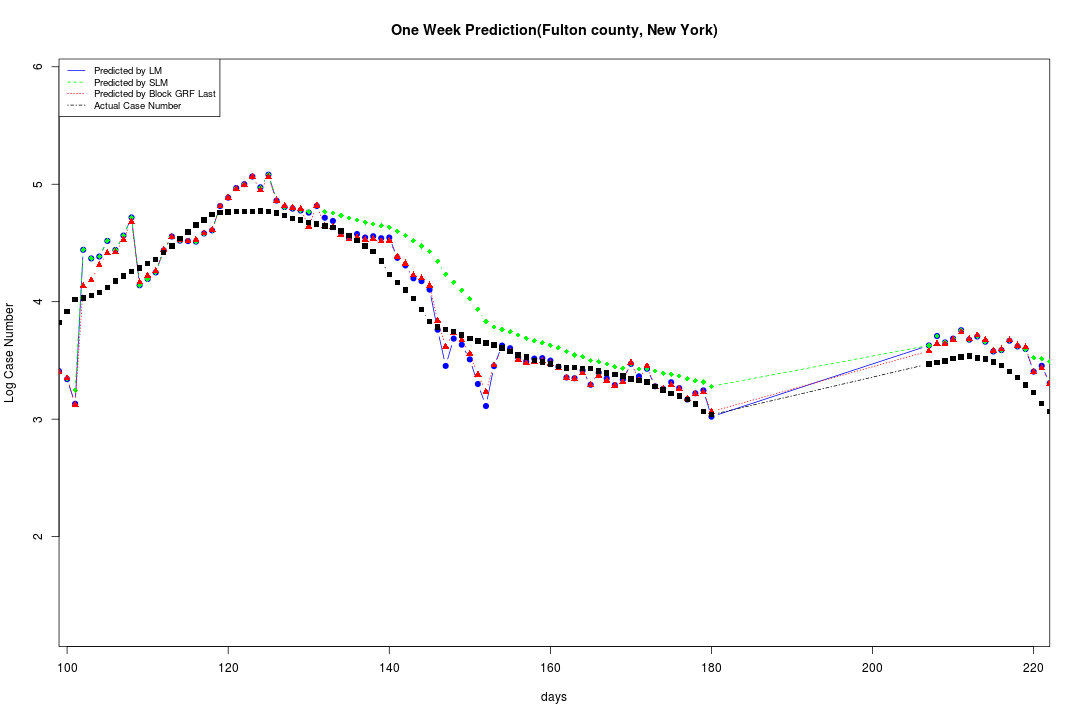 One Week Prediction(Fulton county, New York)
Predicted by LM
Predicted by SLM
Predicted by Block GRF Last
Actual Case Number
6
5
4
3
2
Log Case Number
100 120 140 160 180 200 220
days